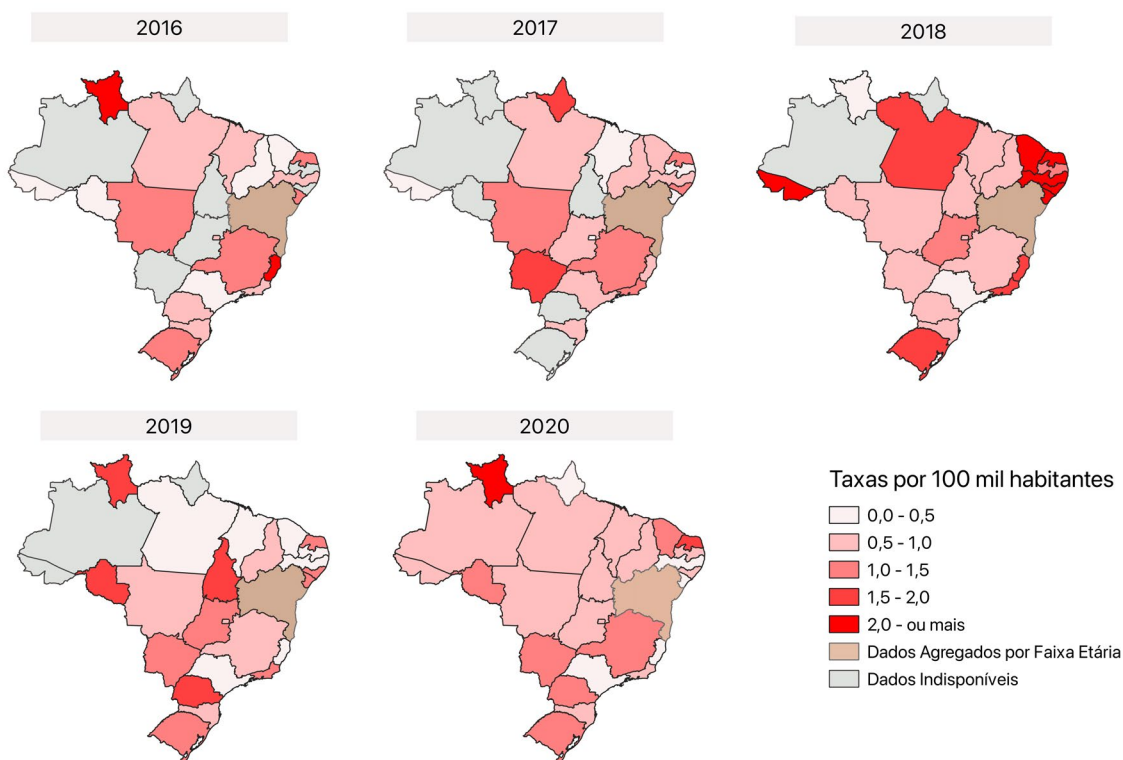 2016
2017
2018
2019
2020
Taxas por 100 mil habitantes
0,0 - 0,5
0,5 - 1,0
1,0 - 1,5
1,5 - 2,0
2,0 - ou mais
Dados Agregados por Faixa Etária
Dados Indisponíveis